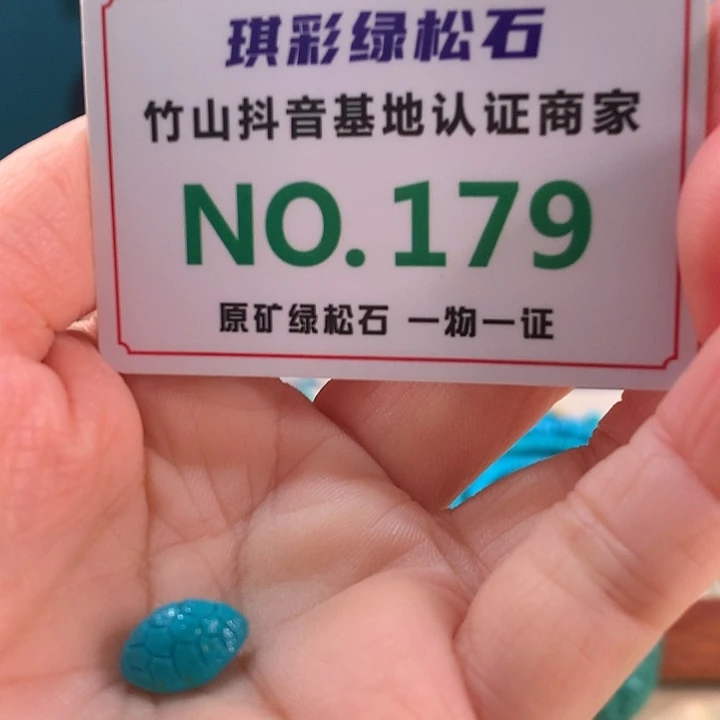 琪彩绿松石
竹山抖音基地认证商家
NO.179
原矿绿松石 一物一证